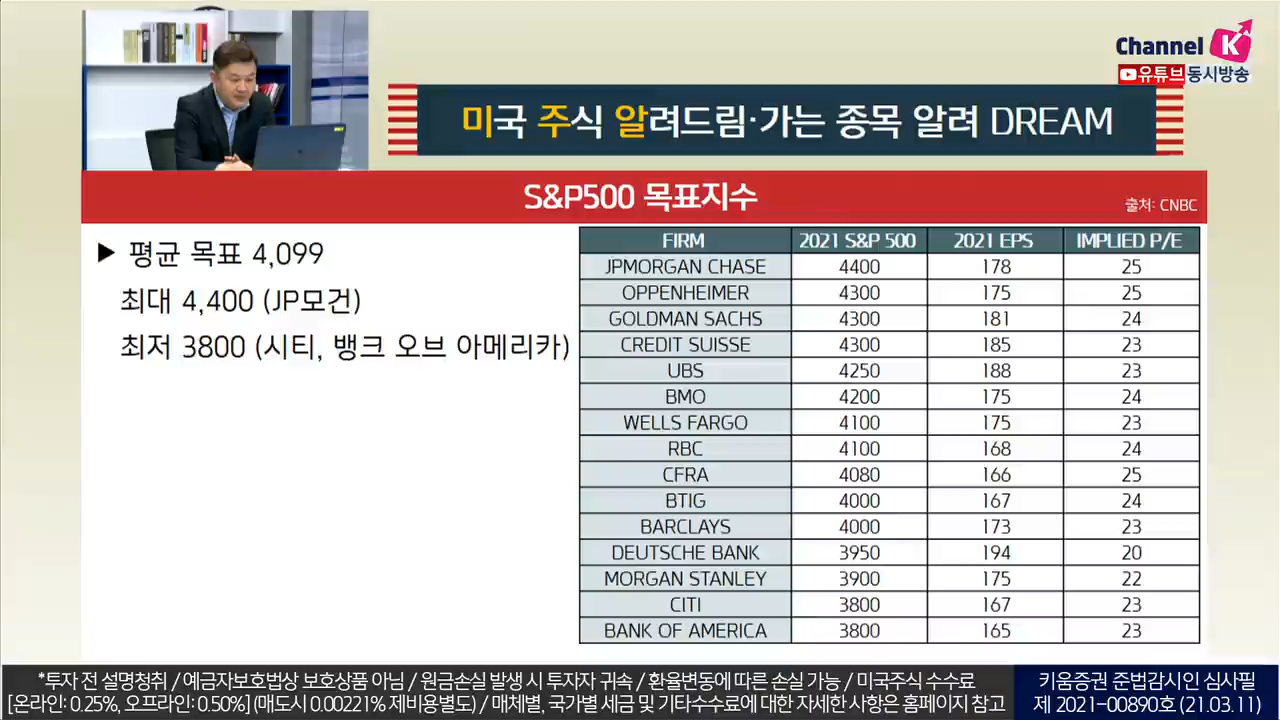 Channel K
유튜브동시방송
미국 주식 알려드림·가는 종목 알려 DREAM
S&P500 목표지수
출처: CNBC
▶ 평균 목표 4,099
최대 4,400 (JP모건)
최저 3800 (시티, 뱅크 오브 아메리카)
FIRM 2021 S&P 500 2021 EPS IMPLIED P/E
JPMORGAN CHASE 4400 178 25
OPPENHEIMER 4300 175 25
GOLDMAN SACHS 4300 181 24
CREDIT SUISSE 4300 185 23
UBS 4250 188 23
BMO 4200 175 24
WELLS FARGO 4100 175 23
RBC 4100 168 24
CFRA 4080 166 25
BTIG 4000 167 24
BARCLAYS 4000 173 23
DEUTSCHE BANK 3950 194 20
MORGAN STANLEY 3900 175 22
CITI 3800 167 23
BANK OF AMERICA 3800 165 23
*투자 전 설명청취 / 예금자보호법상 보호상품 아님 / 원금손실 발생 시 투자자 귀속 / 환율변동에 따른 손실 가능 / 미국주식 수수료
[온라인: 0.25%, 오프라인: 0.50%] (매도시 0.00221% 제비용별도) / 매체별, 국가별 세금 및 기타수수료에 대한 자세한 사항은 홈페이지 참고
키움증권 준법감시인 심사필
제 2021-00890호 (21.03.11)